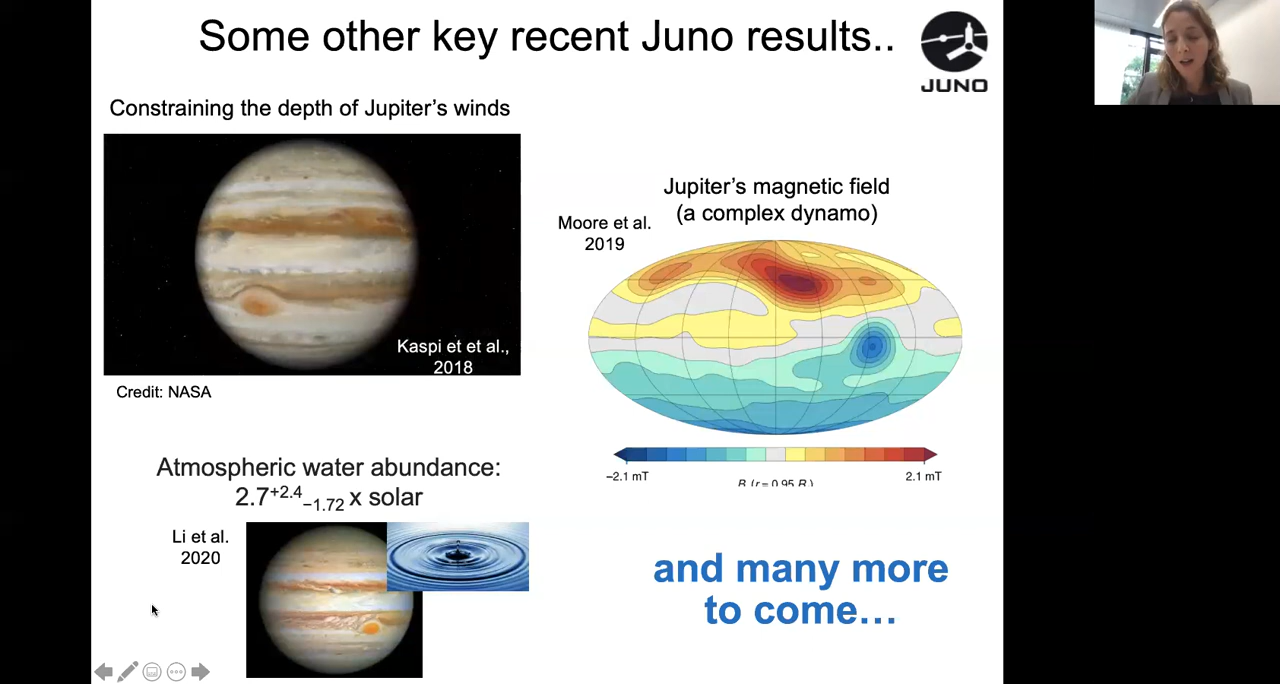 Some other key recent Juno results..
JUNO
Constraining the depth of Jupiter's winds
Kaspi et et al.,
2018
Credit: NASA
Jupiter's magnetic field
(a complex dynamo)
Moore et al.
2019
−2.1 mT
2.1 mT
Atmospheric water abundance:
2.7+2.4−1.72 x solar
Li et al.
2020
and many more
to come...